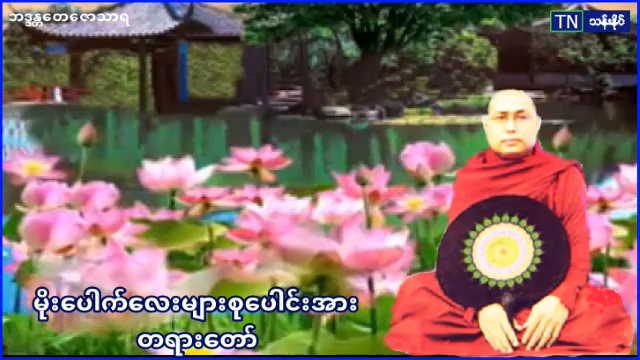 ဘဒ္ဒန္တတေဇောသာရ
TN သန်းနိုင်
မိုးပေါက်လေးများစုပေါင်းအား
တရားတော်